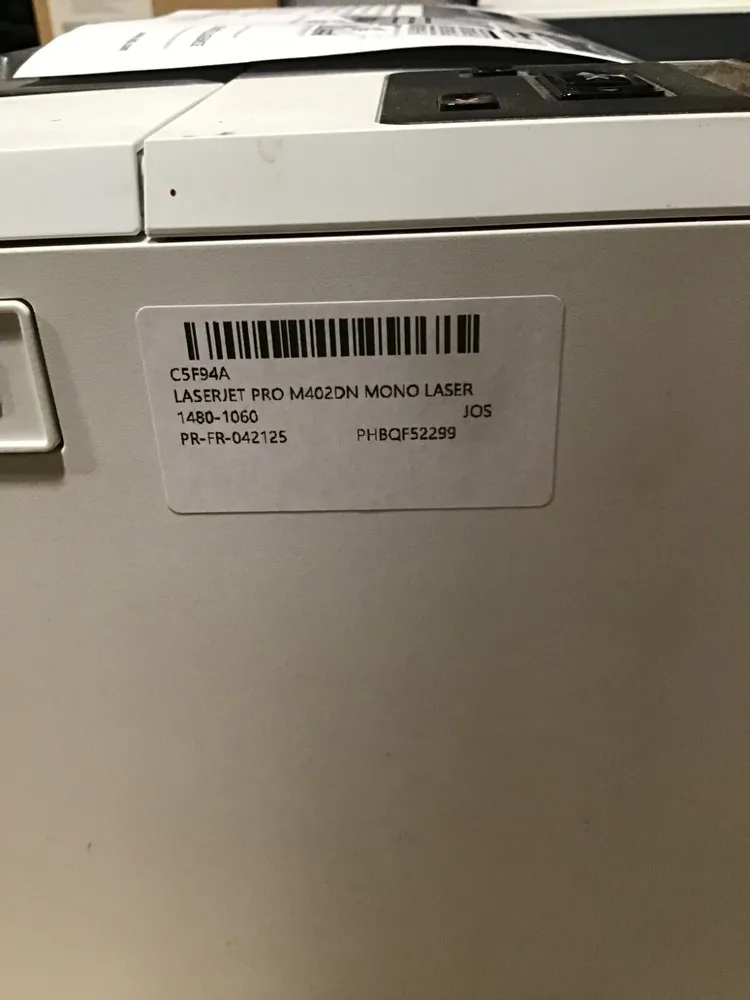 C5F94A
LASERJET PRO M402DN MONO LASER
1480-1060 JOS
PR-FR-042125 PHBQF52299